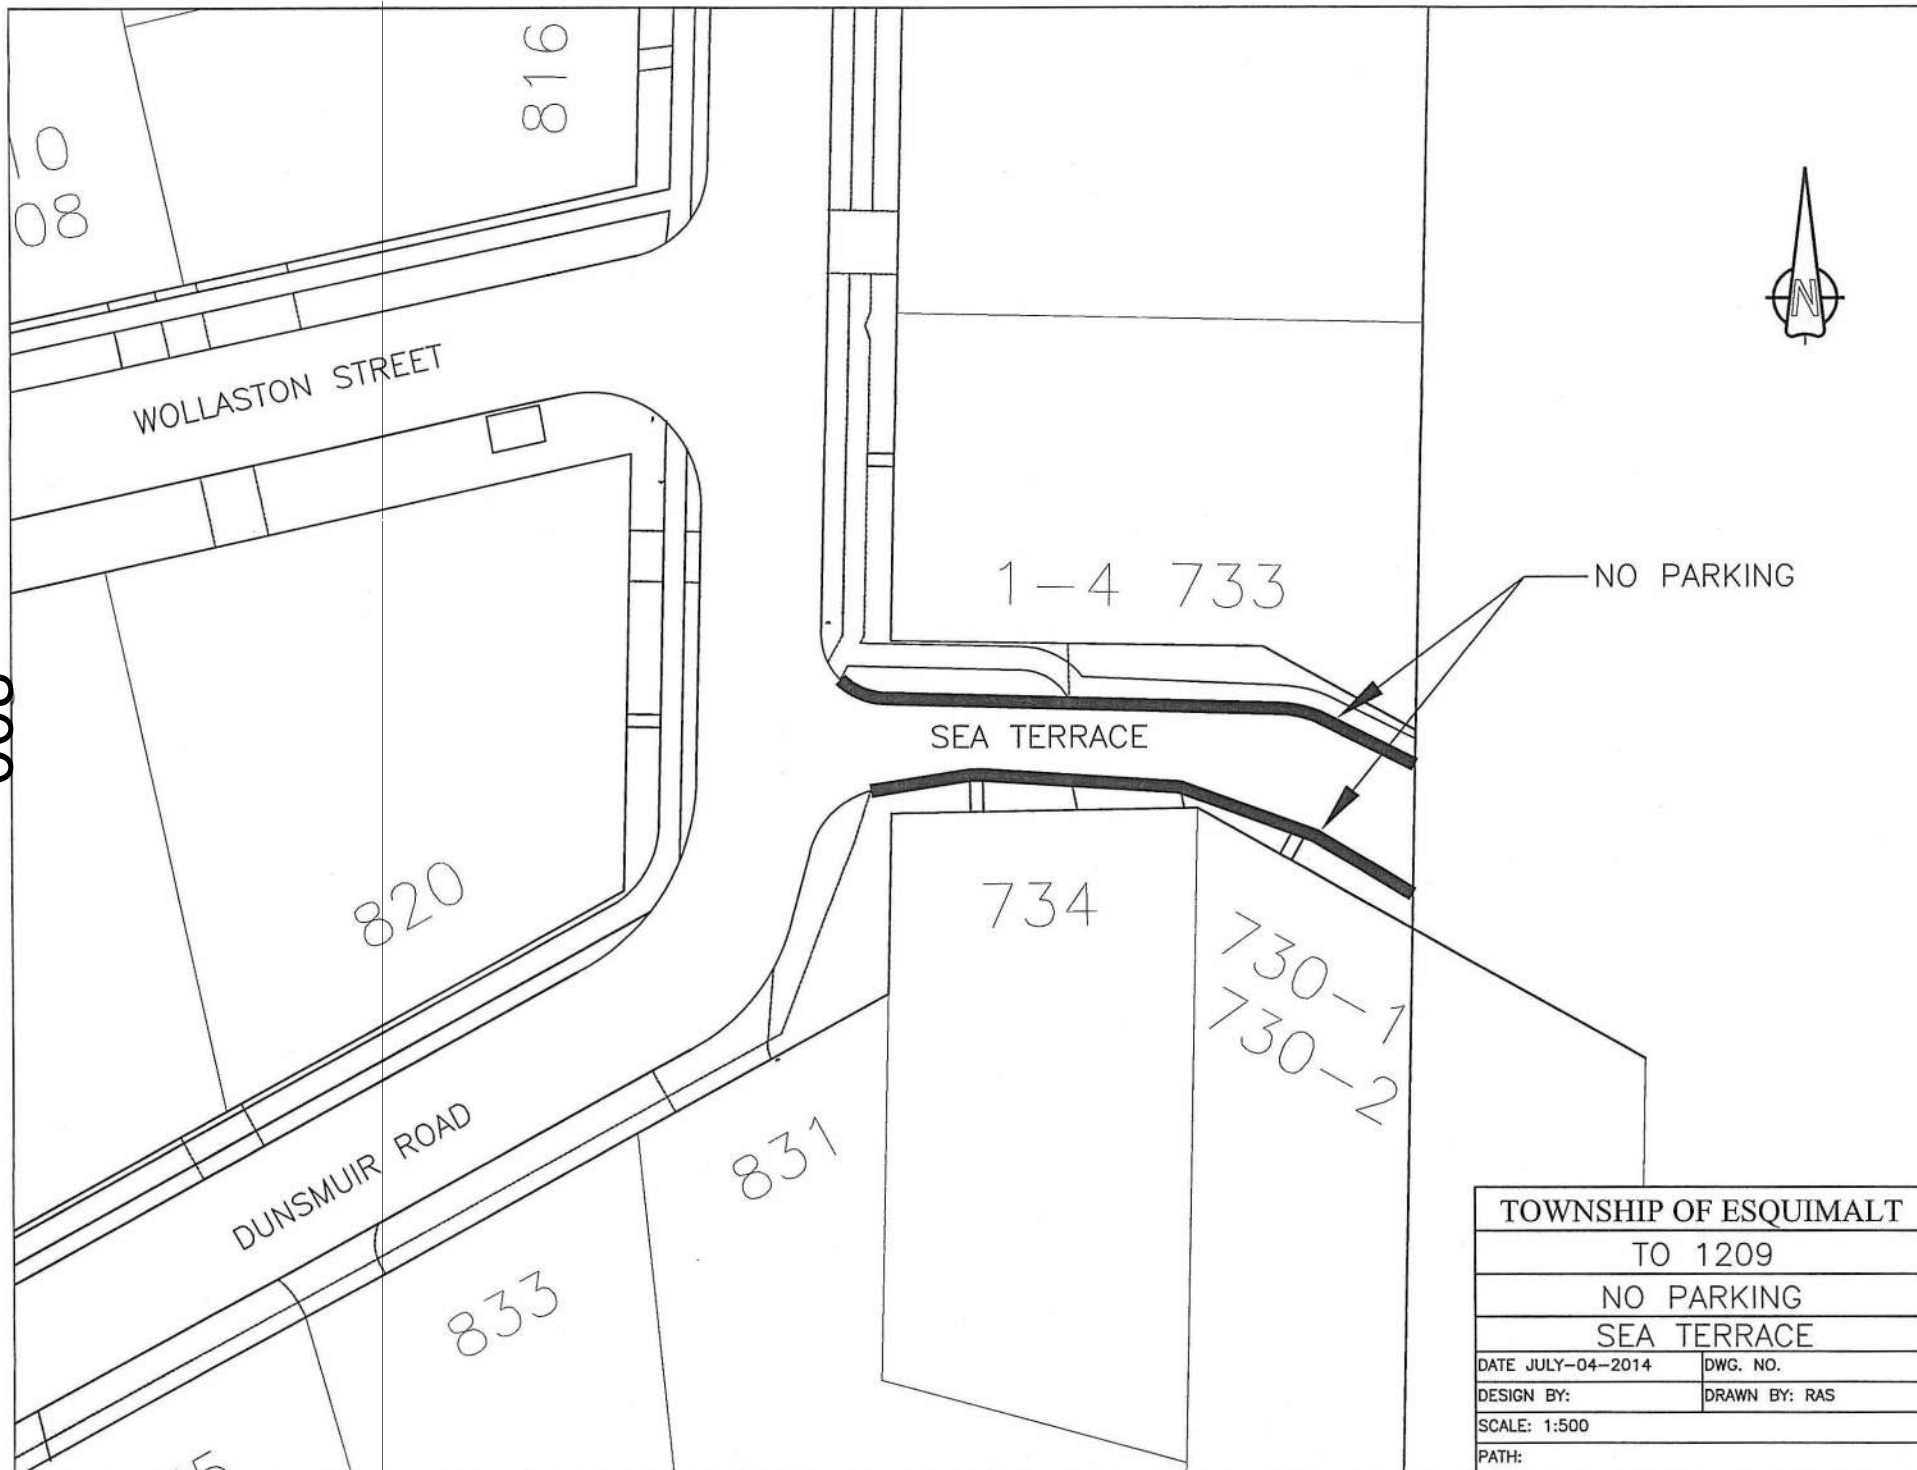 816
08
WOLLASTON STREET
N
1-4 733
NO PARKING
SEA TERRACE
820
734
730-1
730-2
DUNSMUIR ROAD
831
833
TOWNSHIP OF ESQUIMALT
TO 1209
NO PARKING
SEA TERRACE
DATE JULY-04-2014
DWG. NO.
DESIGN BY:
DRAWN BY: RAS
SCALE: 1:500
PATH: